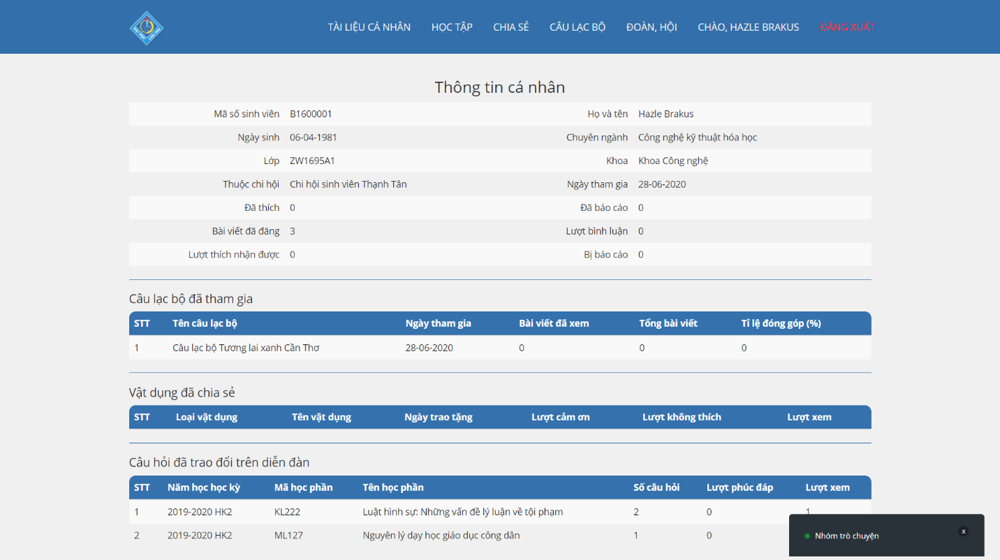 TÀI LIỆU CÁ NHÂN HỌC TẬP CHIA SẺ CÂU LẠC BỘ ĐOÀN, HỘI CHÀO, HAZLE BRAKUS ĐĂNG XUẤT
Thông tin cá nhân
Mã số sinh viên B1600001 Họ và tên Hazle Brakus
Ngày sinh 06-04-1981 Chuyên ngành Công nghệ kỹ thuật hóa học
Lớp ZW1695A1 Khoa Khoa Công nghệ
Thuộc chi hội Chi hội sinh viên Thạnh Tân Ngày tham gia 28-06-2020
Đã thích 0 Đã báo cáo 0
Bài viết đã đăng 3 Lượt bình luận 0
Lượt thích nhận được 0 Bị báo cáo 0
Câu lạc bộ đã tham gia
STT Tên câu lạc bộ Ngày tham gia Bài viết đã xem Tổng bài viết Tỉ lệ đóng góp (%)
1 Câu lạc bộ Tương lai xanh Cần Thơ 28-06-2020 0 0 0
Vật dụng đã chia sẻ
STT Loại vật dụng Tên vật dụng Ngày trao tặng Lượt cảm ơn Lượt không thích Lượt xem
Câu hỏi đã trao đổi trên diễn đàn
STT Năm học học kỳ Mã học phần Tên học phần Số câu hỏi Lượt phúc đáp Lượt xem
1 2019-2020 HK2 KL222 Luật hình sự: Những vấn đề lý luận về tội phạm 2 0 1
2 2019-2020 HK2 ML127 Nguyên lý dạy học giáo dục công dân 1 0
Nhóm trò chuyện x